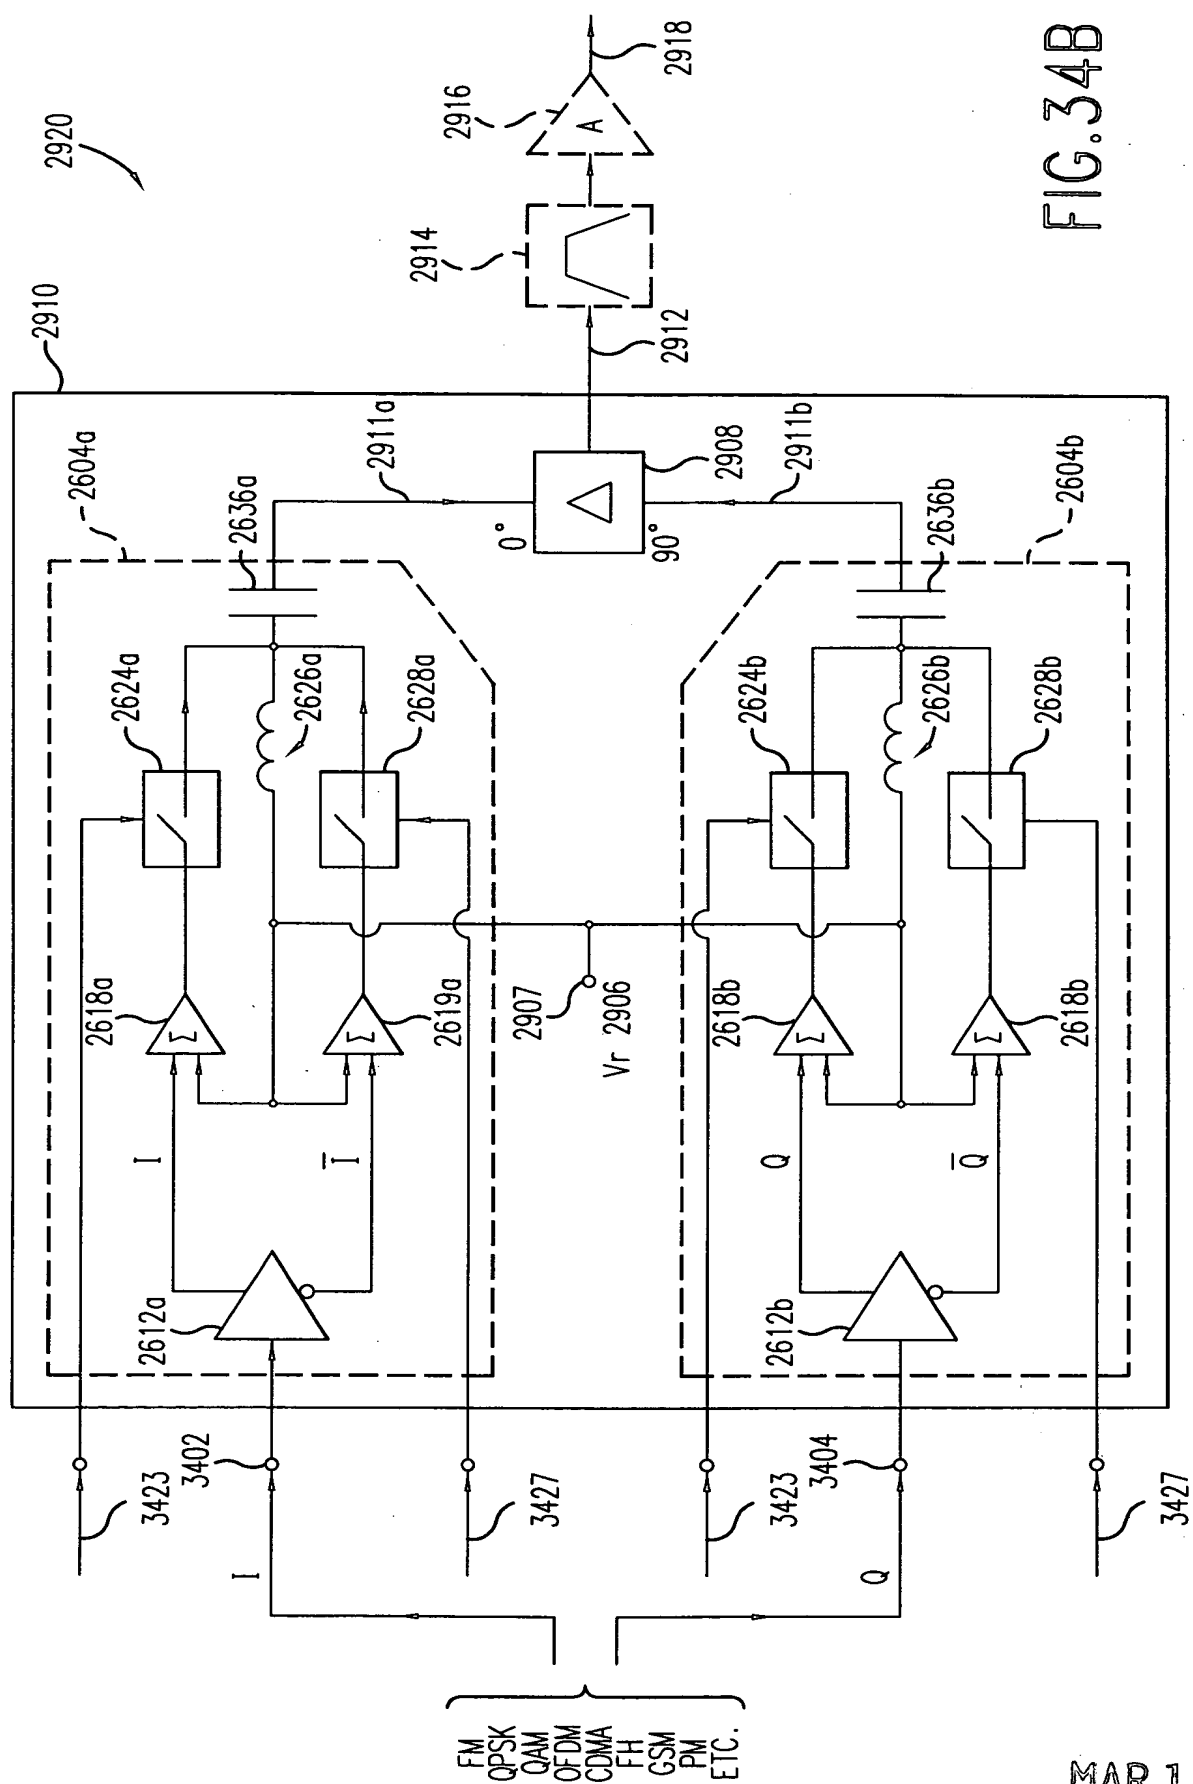 2920
2910
2604a
2636a
2911a
2624a
2626a
2628a
2618a
Σ
2619a
Σ
I
I̅
2612a
3423
3402
I
3427
0°
90°
2908
2912
2914
2916
A
2918
2907
Vr 2906
2911b
2604b
2636b
2624b
2626b
2628b
2618b
Σ
2618b
Σ
Q
Q̅
2612b
3423
3404
Q
3427
FM
QPSK
QAM
OFDM
CDMA
FH
GSM
PM
ETC.
FIG.34B
MAR 1